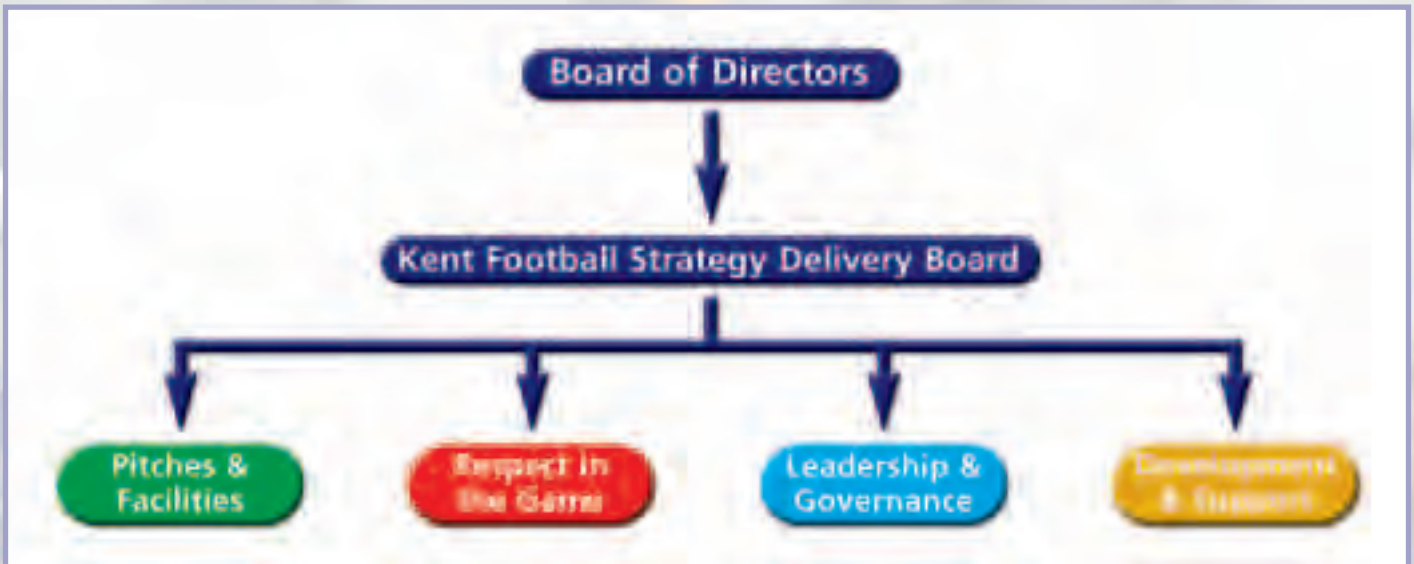 Board of Directors
Kent Football Strategy Delivery Board
Pitches &
Facilities
Respect in
the Game
Leadership &
Governance
Development
& Support